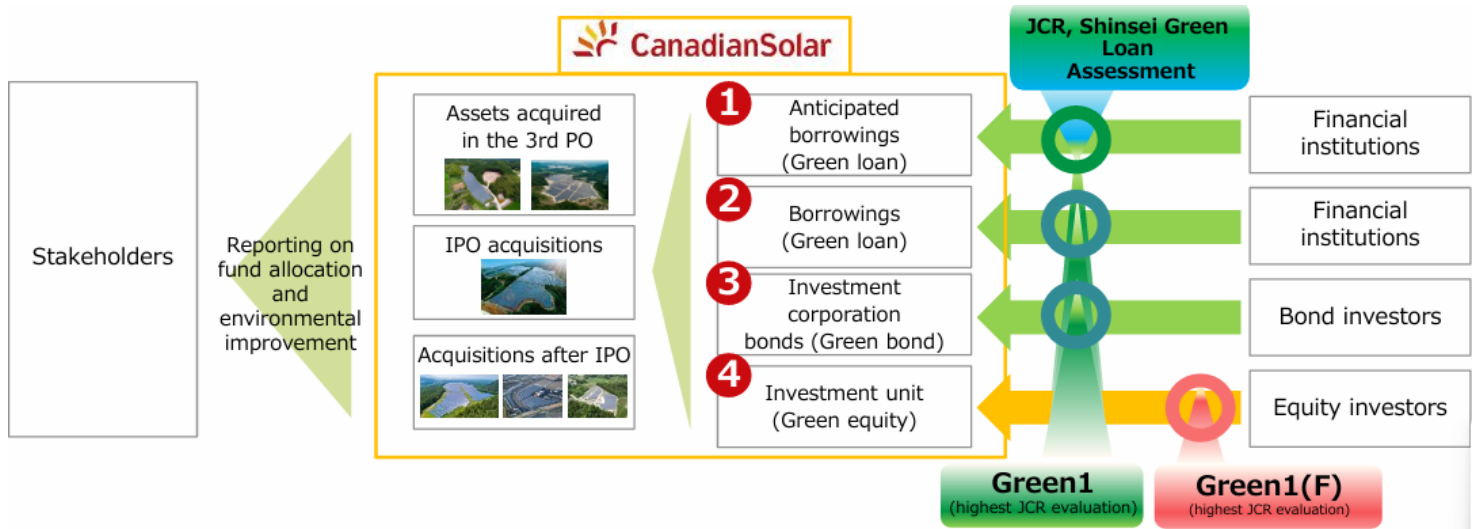 CanadianSolar
JCR, Shinsei Green
Loan
Assessment
Stakeholders
Reporting on
fund allocation
and
environmental
improvement
Assets acquired
in the 3rd PO
IPO acquisitions
Acquisitions after IPO
1
Anticipated
borrowings
(Green loan)
2
Borrowings
(Green loan)
3
Investment
corporation
bonds (Green bond)
4
Investment unit
(Green equity)
Financial
institutions
Financial
institutions
Bond investors
Equity investors
Green1
(highest JCR evaluation)
Green1(F)
(highest JCR evaluation)